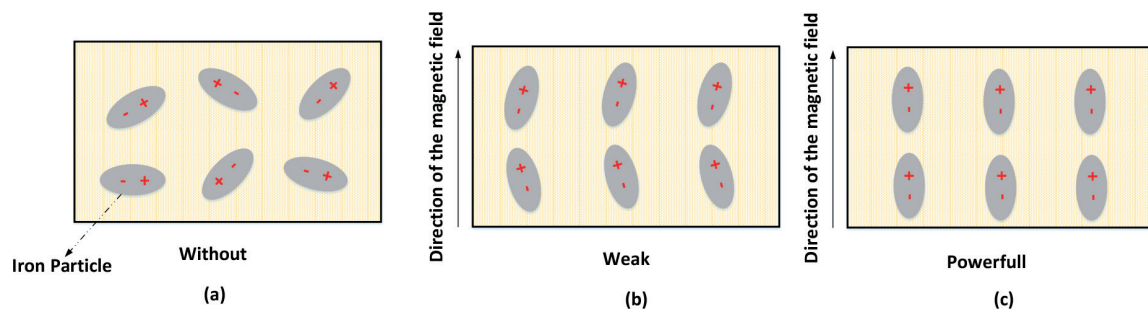 Iron Particle
Without
(a)
Direction of the magnetic field
Weak
(b)
Direction of the magnetic field
Powerfull
(c)
- +
+ -
- +
- +
+ -
- +
+ -
+ -
+ -
+ -
+ -
+ -
+ -
+ -
+ -
+ -
+ -
+ -